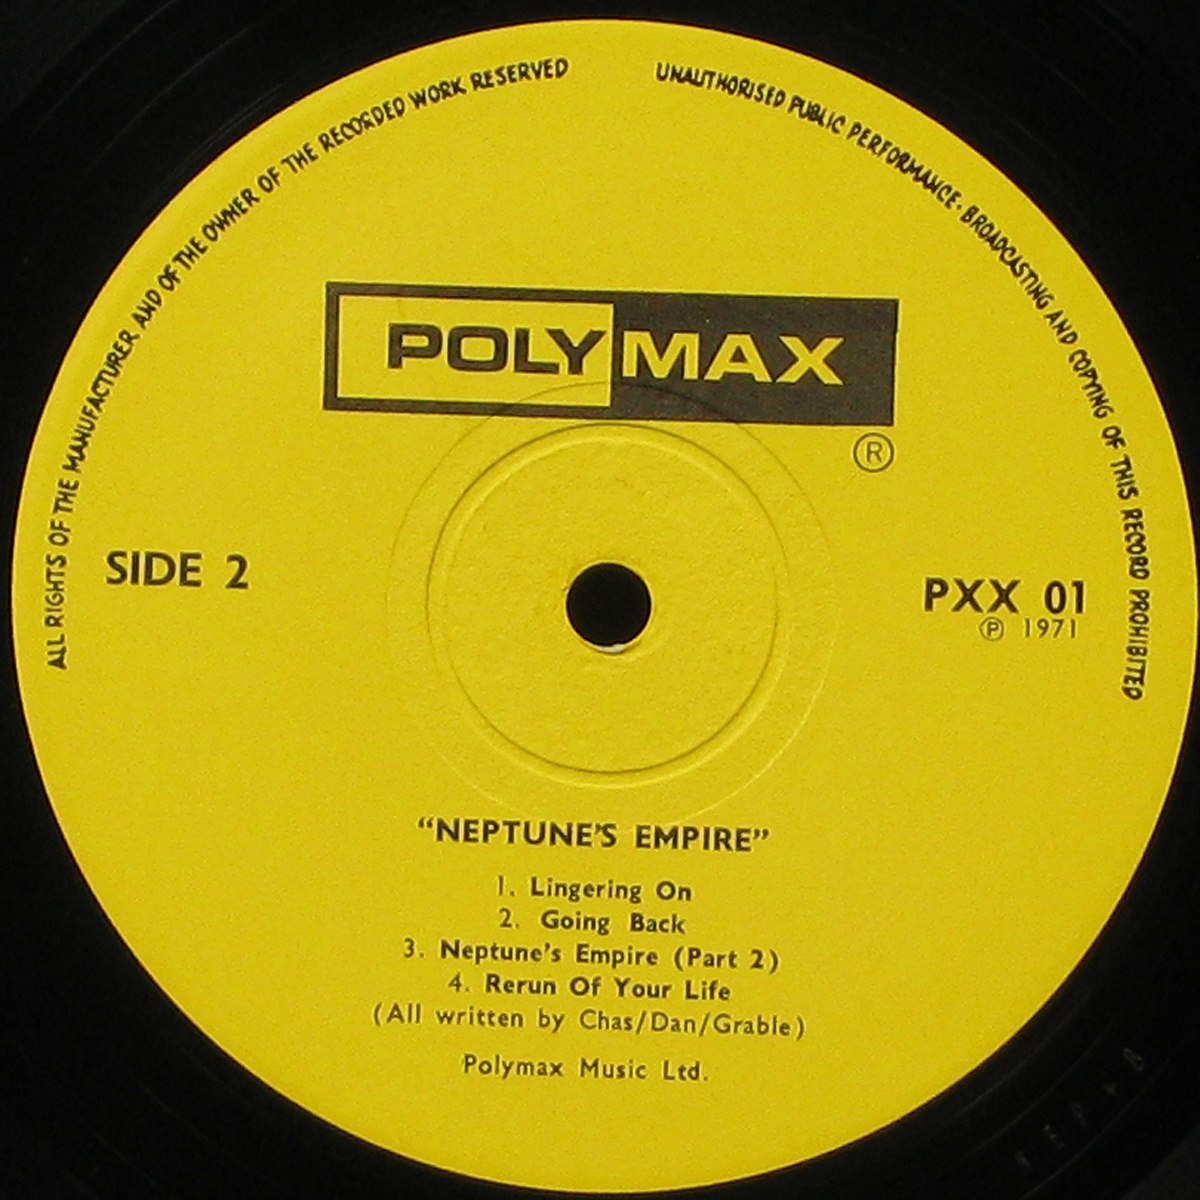 ALL RIGHTS OF THE MANUFACTURER AND OF THE OWNER OF THE RECORDED WORK RESERVED
UNAUTHORISED PUBLIC PERFORMANCE· BROADCASTING AND COPYING OF THIS RECORD PROHIBITED
POLYMAX
®
SIDE 2
PXX 01
℗ 1971
“NEPTUNE'S EMPIRE”
1. Lingering On
2. Going Back
3. Neptune's Empire (Part 2)
4. Rerun Of Your Life
(All written by Chas/Dan/Grable)
Polymax Music Ltd.